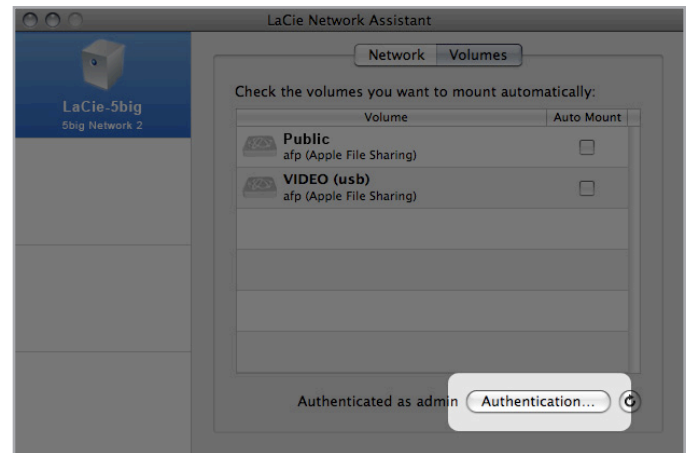 LaCie Network Assistant
LaCie-5big
5big Network 2
Network Volumes
Check the volumes you want to mount automatically:
Volume Auto Mount
Public
afp (Apple File Sharing)
VIDEO (usb)
afp (Apple File Sharing)
Authenticated as admin Authentication...